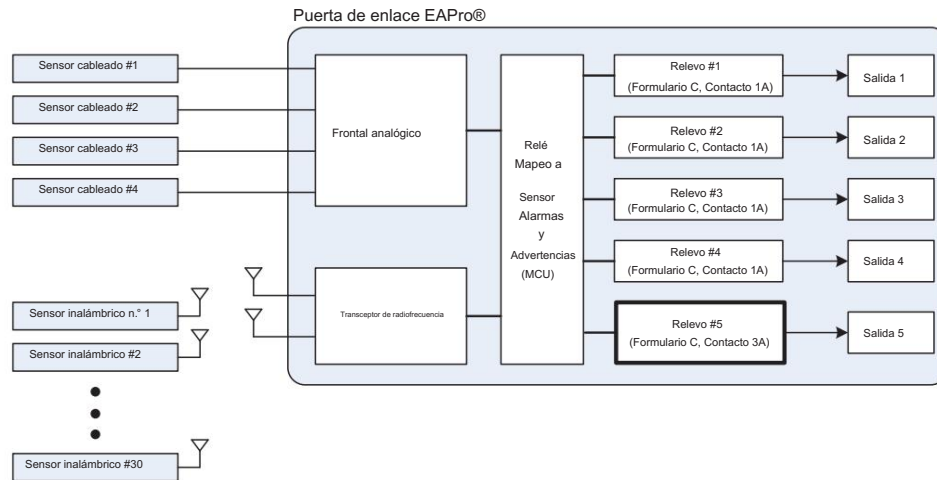 Puerta de enlace EAPro®
Sensor cableado #1
Sensor cableado #2
Sensor cableado #3
Sensor cableado #4
Frontal analógico
Relé
Mapeo a
Sensor
Alarmas
y
Advertencias
(MCU)
Relevo #1
(Formulario C, Contacto 1A)
Salida 1
Relevo #2
(Formulario C, Contacto 1A)
Salida 2
Relevo #3
(Formulario C, Contacto 1A)
Salida 3
Relevo #4
(Formulario C, Contacto 1A)
Salida 4
Relevo #5
(Formulario C, Contacto 3A)
Salida 5
Transceptor de radiofrecuencia
Sensor inalámbrico n.° 1
Sensor inalámbrico #2
Sensor inalámbrico #30